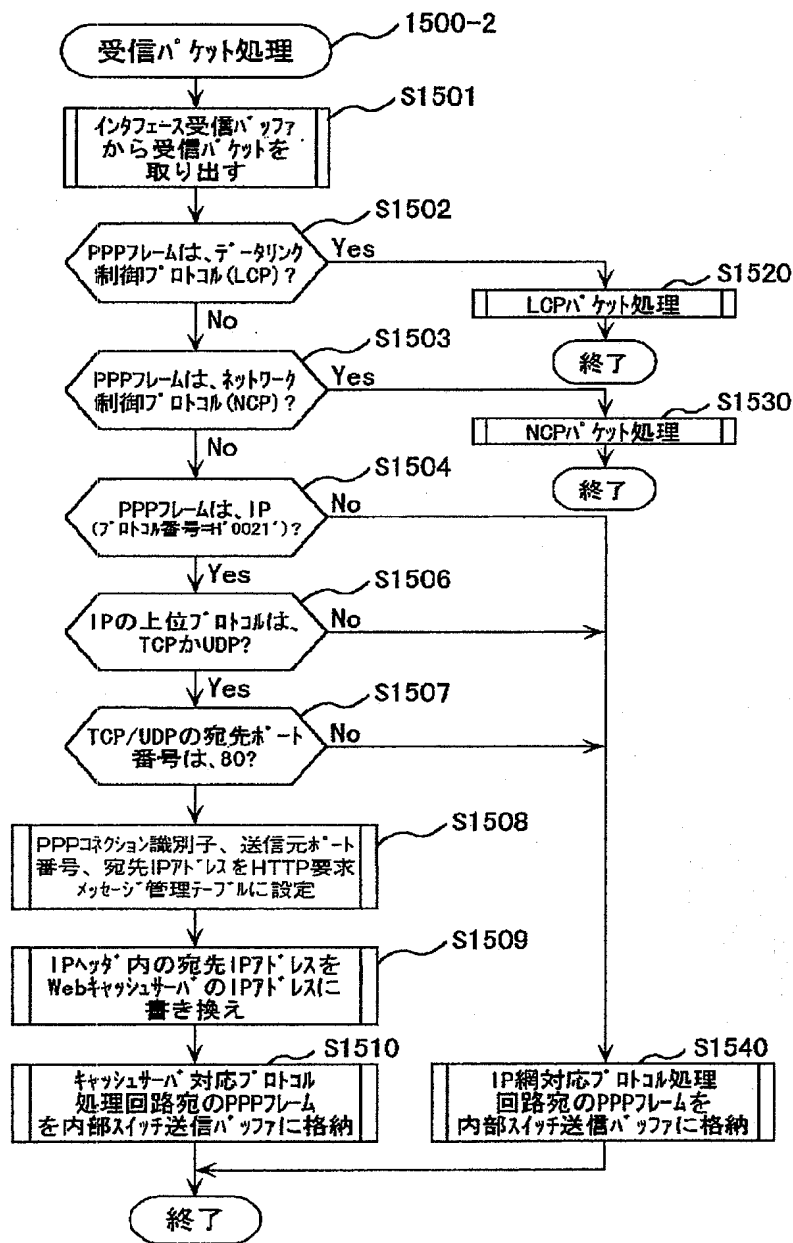 1500-2
受信パケット処理
S1501
インタフェース受信バッファ
から受信パケットを
取り出す
S1502
PPPフレームは、データリンク
制御プロトコル(LCP)?
Yes
No
S1520
LCPパケット処理
終了
S1503
PPPフレームは、ネットワーク
制御プロトコル(NCP)?
Yes
No
S1530
NCPパケット処理
終了
S1504
PPPフレームは、IP
(プロトコル番号=H'0021')?
No
Yes
S1506
IPの上位プロトコルは、
TCPかUDP?
No
Yes
S1507
TCP/UDPの宛先ポート
番号は、80?
No
S1508
PPPコネクション識別子、送信元ポート
番号、宛先IPアドレスをHTTP要求
メッセージ管理テーブルに設定
S1509
IPヘッダ内の宛先IPアドレスを
WebキャッシュサーバのIPアドレスに
書き換え
S1510
キャッシュサーバ対応プロトコル
処理回路宛のPPPフレーム
を内部スイッチ送信バッファに格納
S1540
IP網対応プロトコル処理
回路宛のPPPフレームを
内部スイッチ送信バッファに格納
終了